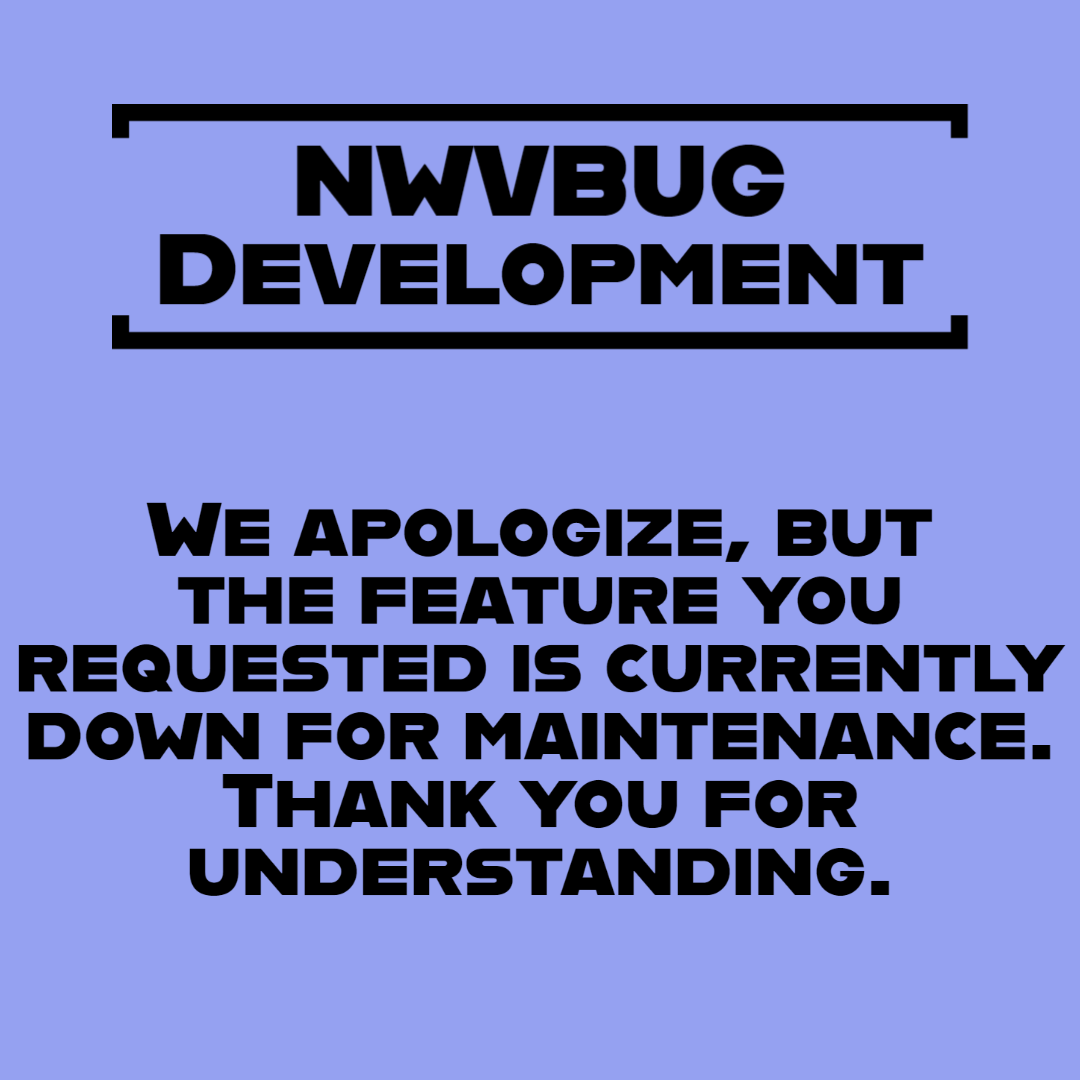 NWVBUG
DEVELOPMENT
WE APOLOGIZE, BUT
THE FEATURE YOU
REQUESTED IS CURRENTLY
DOWN FOR MAINTENANCE.
THANK YOU FOR
UNDERSTANDING.